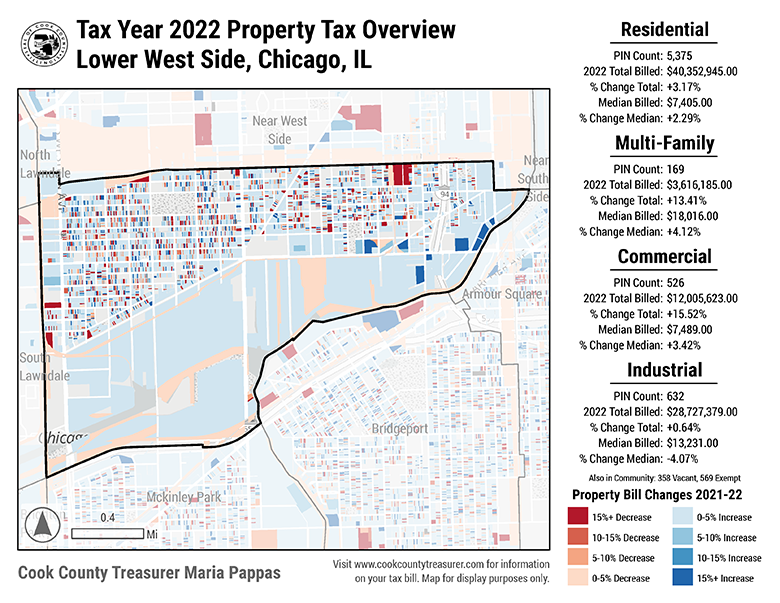 Tax Year 2022 Property Tax Overview
Lower West Side, Chicago, IL
Near West
Side
North
Lawndale
Near
South
Side
94
Armour Square
South
Lawndale
Chicago
Bridgeport
Mckinley Park
0.4
Mi
Residential
PIN Count: 5,375
2022 Total Billed: $40,352,945.00
% Change Total: +3.17%
Median Billed: $7,405.00
% Change Median: +2.29%
Multi-Family
PIN Count: 169
2022 Total Billed: $3,616,185.00
% Change Total: +13.41%
Median Billed: $18,016.00
% Change Median: +4.12%
Commercial
PIN Count: 526
2022 Total Billed: $12,005,623.00
% Change Total: +15.52%
Median Billed: $7,489.00
% Change Median: +3.42%
Industrial
PIN Count: 632
2022 Total Billed: $28,727,379.00
% Change Total: +0.64%
Median Billed: $13,231.00
% Change Median: -4.07%
Also in Community: 358 Vacant, 569 Exempt
Property Bill Changes 2021-22
15%+ Decrease
0-5% Increase
10-15% Decrease
5-10% Increase
5-10% Decrease
10-15% Increase
0-5% Decrease
15%+ Increase
Cook County Treasurer Maria Pappas
Visit www.cookcountytreasurer.com for information
on your tax bill. Map for display purposes only.